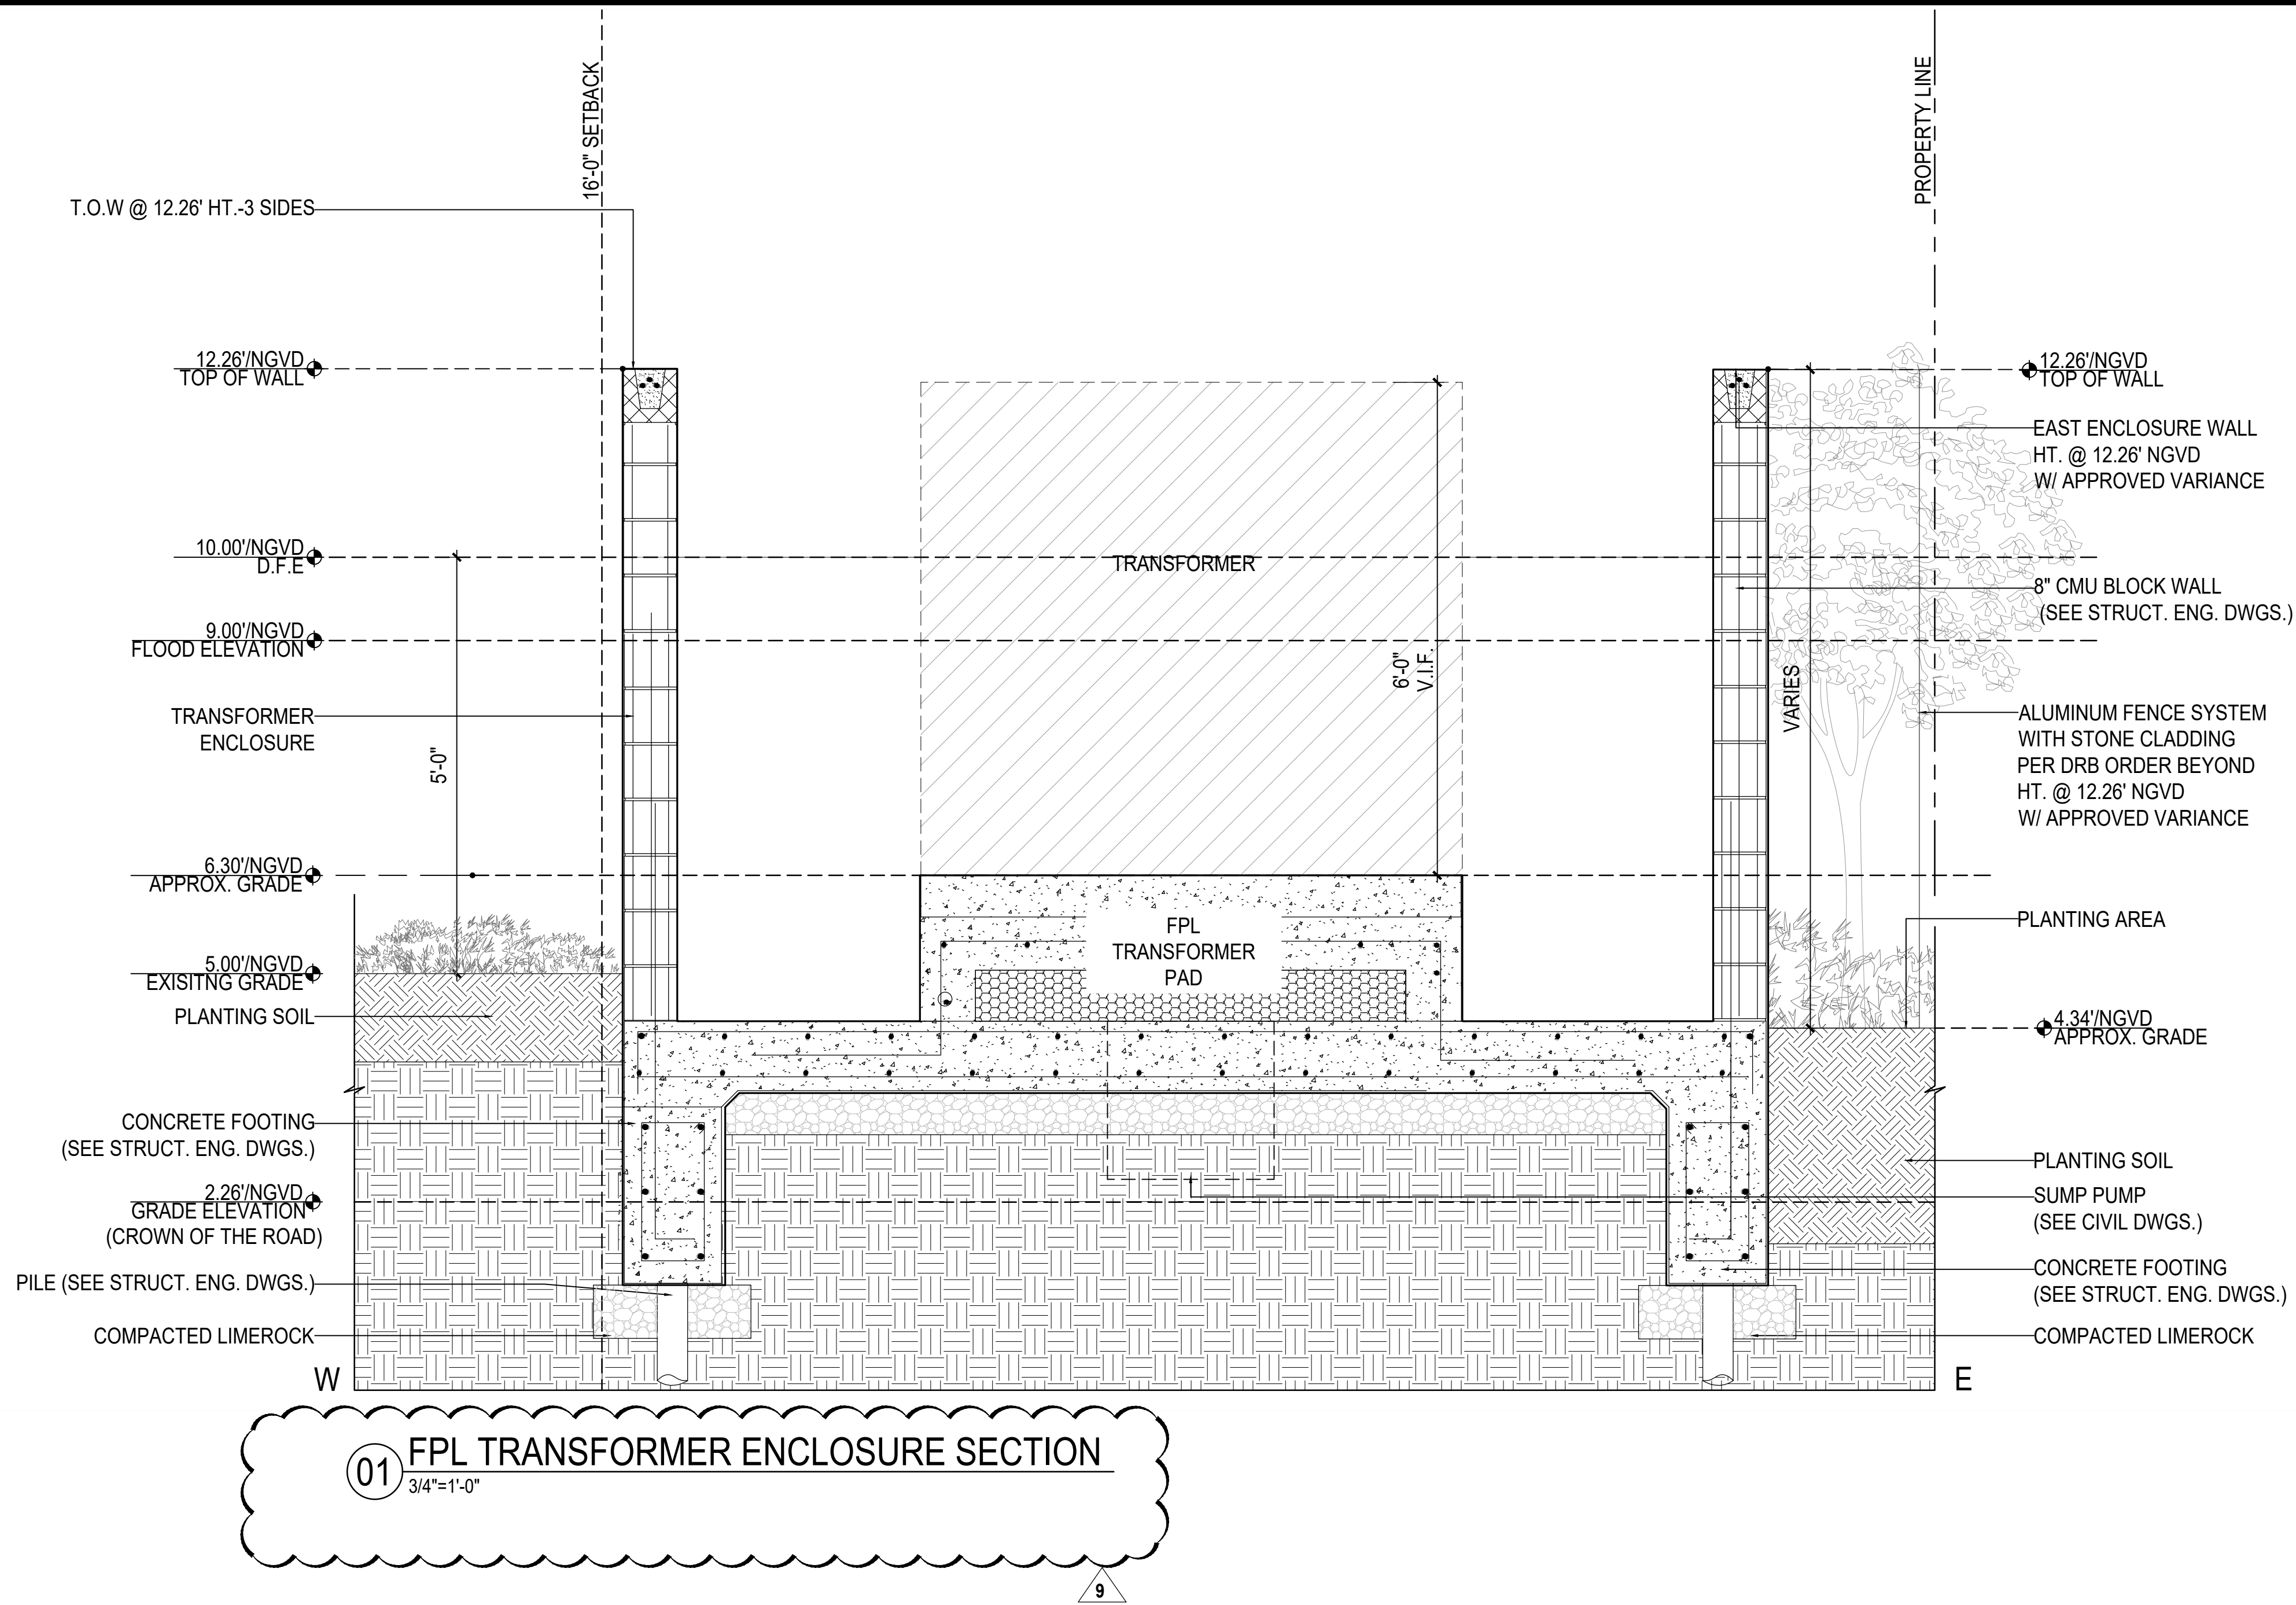 16'-0" SETBACK
PROPERTY LINE
T.O.W @ 12.26' HT.-3 SIDES
12.26'/NGVD
TOP OF WALL
10.00'/NGVD
D.F.E
9.00'/NGVD
FLOOD ELEVATION
TRANSFORMER
ENCLOSURE
5'-0"
6.30'/NGVD
APPROX. GRADE
5.00'/NGVD
EXISITNG GRADE
PLANTING SOIL
CONCRETE FOOTING
(SEE STRUCT. ENG. DWGS.)
2.26'/NGVD
GRADE ELEVATION
(CROWN OF THE ROAD)
PILE (SEE STRUCT. ENG. DWGS.)
COMPACTED LIMEROCK
W
TRANSFORMER
6'-0"
V.I.F.
FPL
TRANSFORMER
PAD
VARIES
12.26'/NGVD
TOP OF WALL
EAST ENCLOSURE WALL
HT. @ 12.26' NGVD
W/ APPROVED VARIANCE
8" CMU BLOCK WALL
(SEE STRUCT. ENG. DWGS.)
ALUMINUM FENCE SYSTEM
WITH STONE CLADDING
PER DRB ORDER BEYOND
HT. @ 12.26' NGVD
W/ APPROVED VARIANCE
PLANTING AREA
4.34'/NGVD
APPROX. GRADE
PLANTING SOIL
SUMP PUMP
(SEE CIVIL DWGS.)
CONCRETE FOOTING
(SEE STRUCT. ENG. DWGS.)
COMPACTED LIMEROCK
E
01 FPL TRANSFORMER ENCLOSURE SECTION
3/4"=1'-0"
9